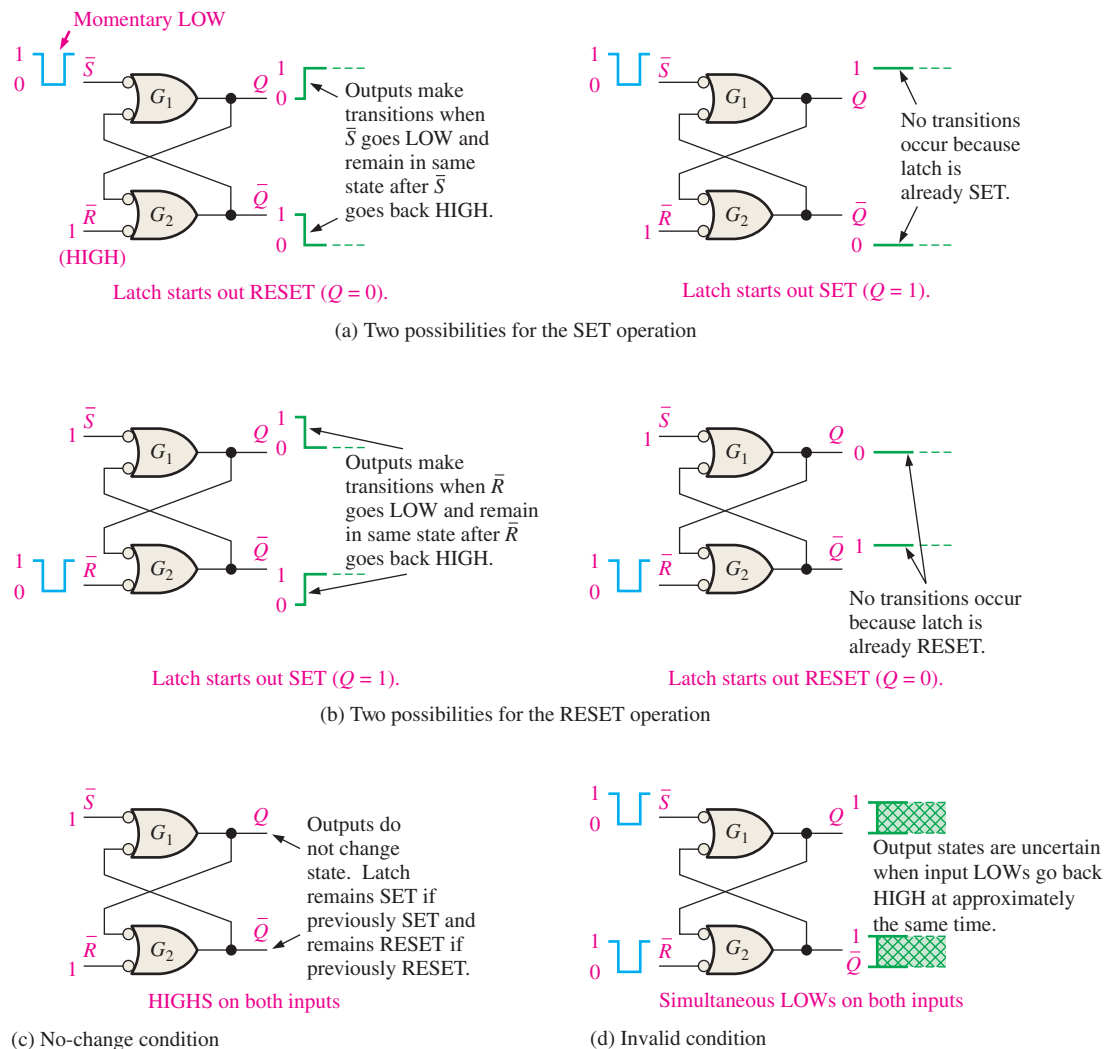 Momentary LOW
1
0
S̄
G1
Q
1
0
Outputs make
transitions when
S̄ goes LOW and
remain in same
state after S̄
goes back HIGH.
R̄
1
(HIGH)
G2
Q̄
1
0
Latch starts out RESET (Q = 0).
1
0
S̄
G1
1
Q
No transitions
occur because
latch is
already SET.
R̄
1
G2
Q̄
0
Latch starts out SET (Q = 1).
(a) Two possibilities for the SET operation
S̄
1
G1
Q
1
0
Outputs make
transitions when R̄
goes LOW and remain
in same state after R̄
goes back HIGH.
1
0
R̄
G2
Q̄
1
0
Latch starts out SET (Q = 1).
S̄
1
G1
Q
0
1
0
R̄
G2
Q̄
1
No transitions occur
because latch is
already RESET.
Latch starts out RESET (Q = 0).
(b) Two possibilities for the RESET operation
S̄
1
G1
Q
Outputs do
not change
state. Latch
remains SET if
previously SET and
remains RESET if
previously RESET.
R̄
1
G2
Q̄
HIGHS on both inputs
(c) No-change condition
1
0
S̄
G1
Q
1
Output states are uncertain
when input LOWs go back
HIGH at approximately
the same time.
1
0
R̄
G2
1
Q̄
Simultaneous LOWs on both inputs
(d) Invalid condition